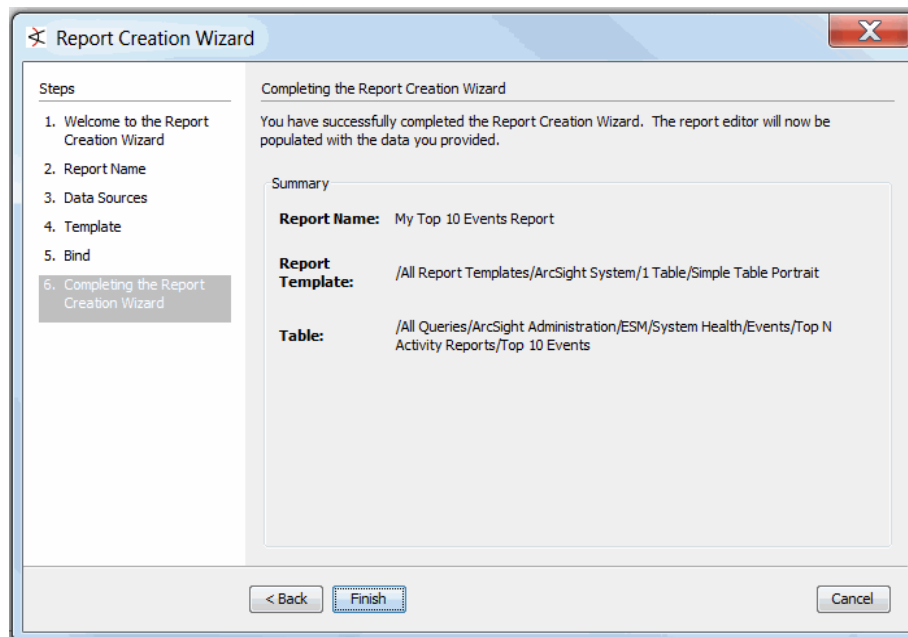 Report Creation Wizard
Steps
1. Welcome to the Report
Creation Wizard
2. Report Name
3. Data Sources
4. Template
5. Bind
6. Completing the Report
Creation Wizard
Completing the Report Creation Wizard
You have successfully completed the Report Creation Wizard. The report editor will now be
populated with the data you provided.
Summary
Report Name: My Top 10 Events Report
Report
Template: /All Report Templates/ArcSight System/1 Table/Simple Table Portrait
Table: /All Queries/ArcSight Administration/ESM/System Health/Events/Top N
Activity Reports/Top 10 Events
< Back Finish Cancel